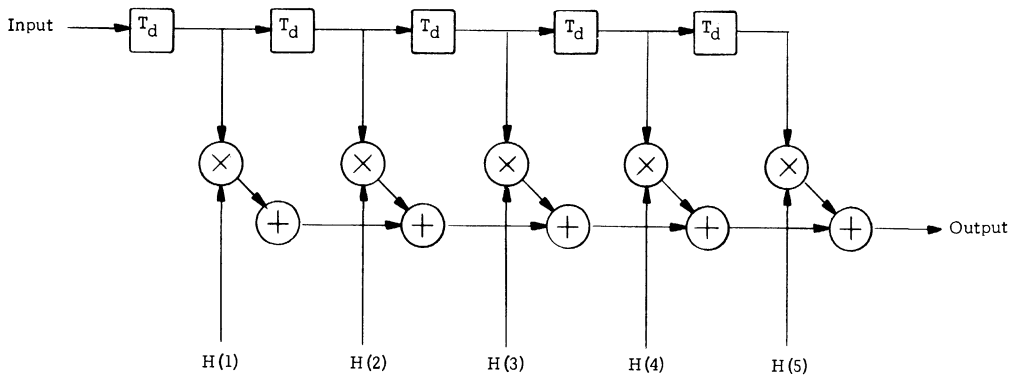 Input T_d T_d T_d T_d T_d
× × × × ×
+ + + + + Output
H(1) H(2) H(3) H(4) H(5)